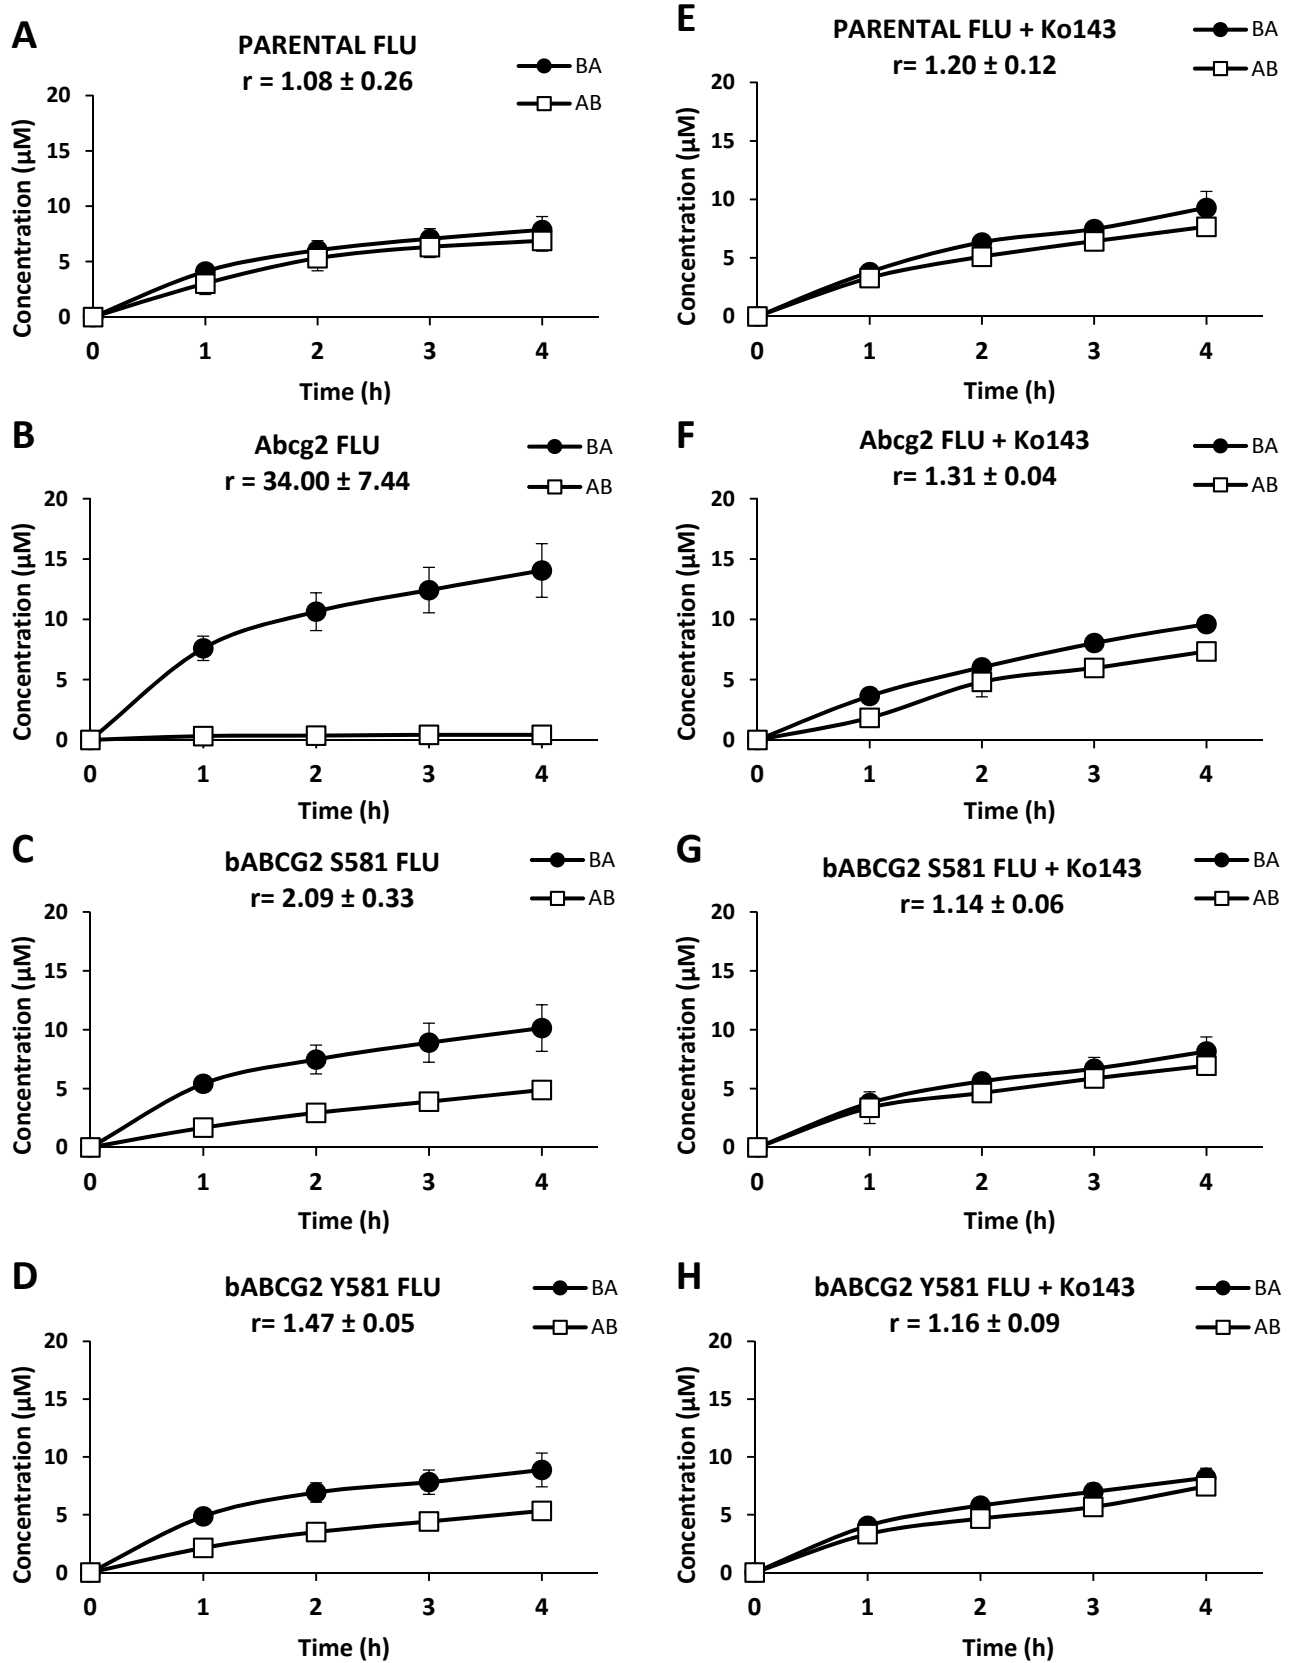 A
PARENTAL FLU
r = 1.08 ± 0.26
BA
AB
Concentration (µM)
20
15
10
5
0
0 1 2 3 4
Time (h)
E
PARENTAL FLU + Ko143
r= 1.20 ± 0.12
BA
AB
Concentration (µM)
20
15
10
5
0
0 1 2 3 4
Time (h)
B
Abcg2 FLU
r = 34.00 ± 7.44
BA
AB
Concentration (µM)
20
15
10
5
0
0 1 2 3 4
Time (h)
F
Abcg2 FLU + Ko143
r= 1.31 ± 0.04
BA
AB
Concentration (µM)
20
15
10
5
0
0 1 2 3 4
Time (h)
C
bABCG2 S581 FLU
r= 2.09 ± 0.33
BA
AB
Concentration (µM)
20
15
10
5
0
0 1 2 3 4
Time (h)
G
bABCG2 S581 FLU + Ko143
r= 1.14 ± 0.06
BA
AB
Concentration (µM)
20
15
10
5
0
0 1 2 3 4
Time (h)
D
bABCG2 Y581 FLU
r= 1.47 ± 0.05
BA
AB
Concentration (µM)
20
15
10
5
0
0 1 2 3 4
Time (h)
H
bABCG2 Y581 FLU + Ko143
r = 1.16 ± 0.09
BA
AB
Concentration (µM)
20
15
10
5
0
0 1 2 3 4
Time (h)